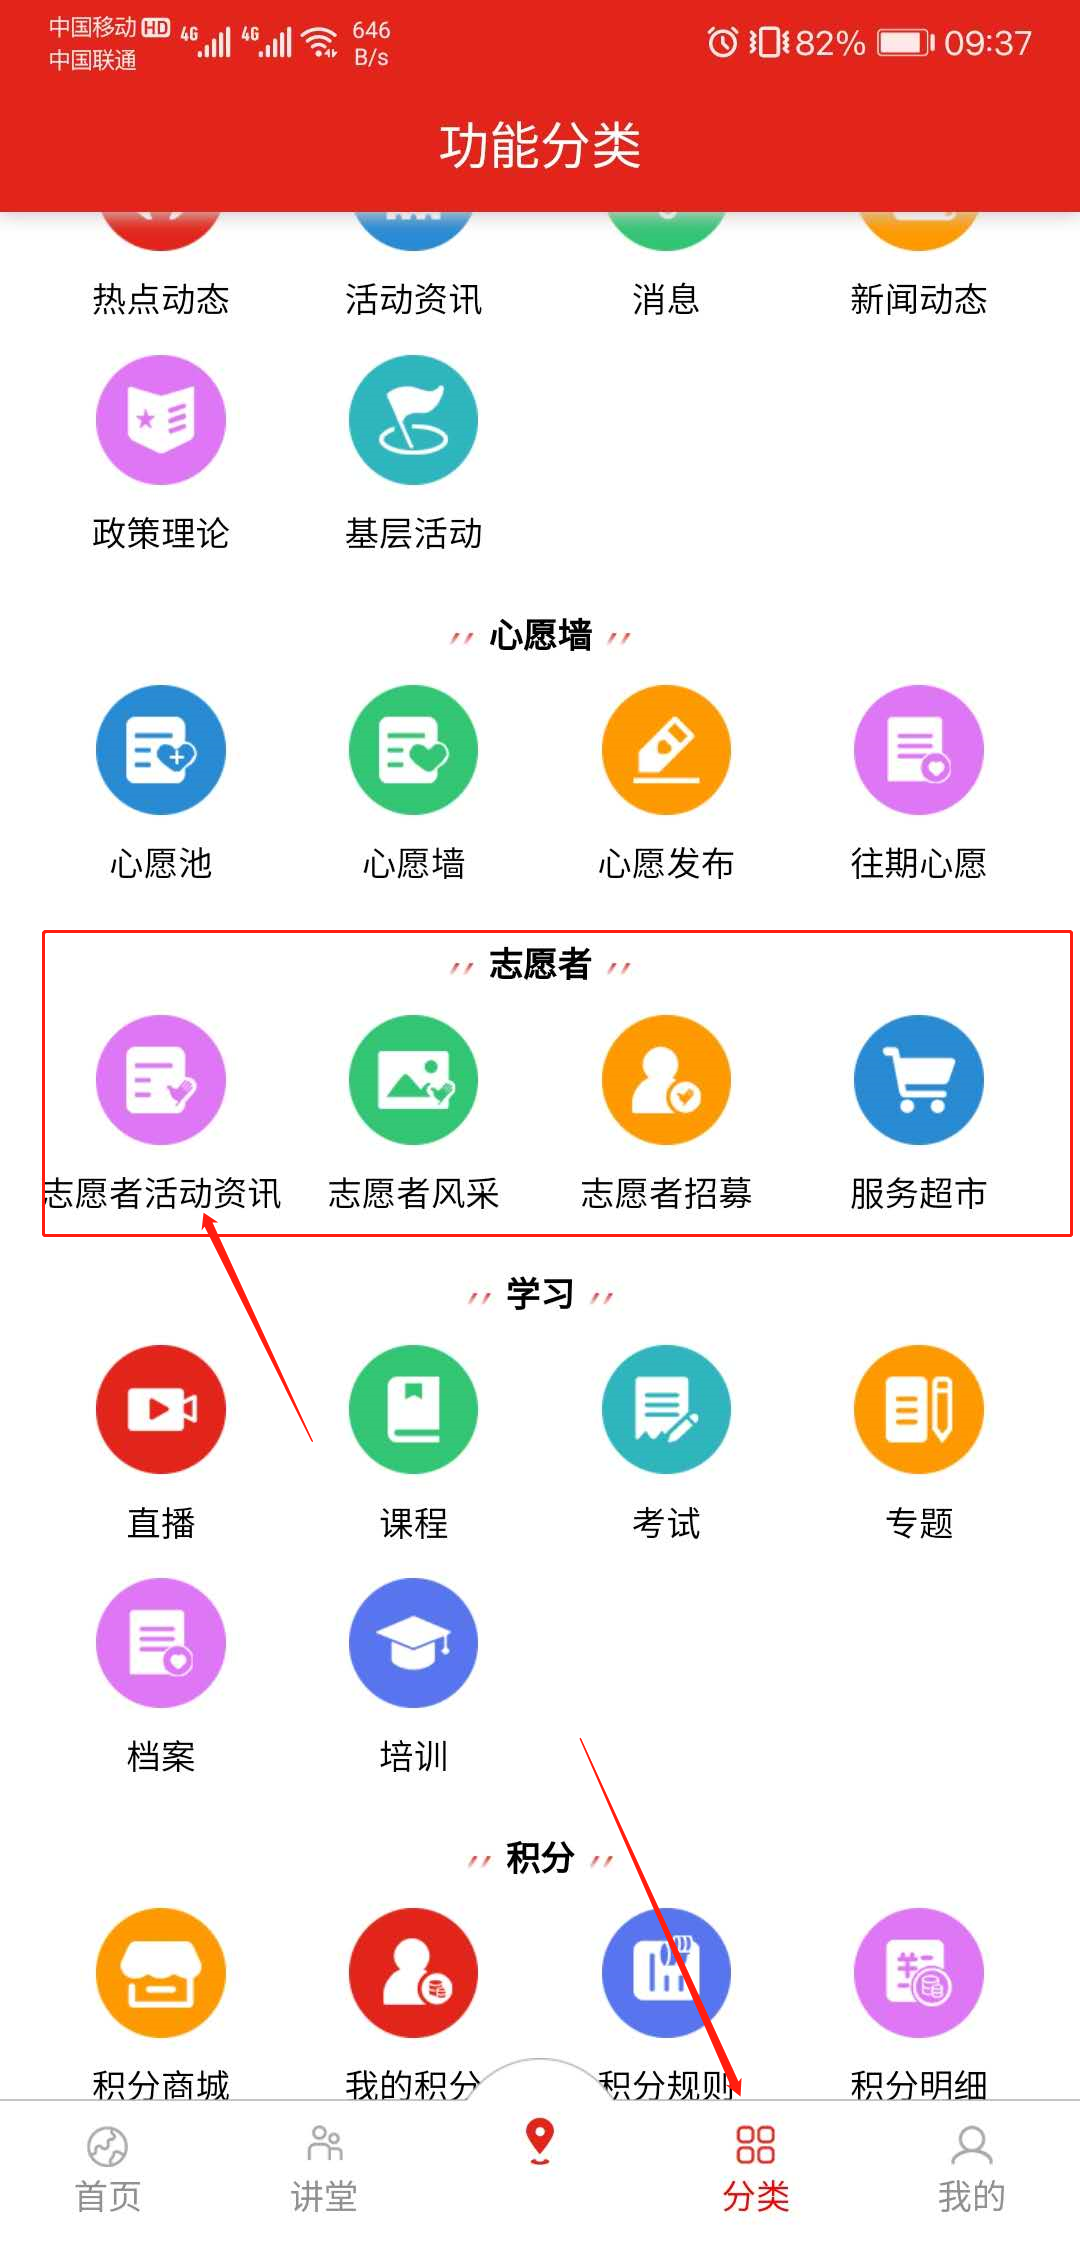 中国移动 HD 4G 4G 646 82% 09:37
中国联通 B/s
功能分类
热点动态 活动资讯 消息 新闻动态
政策理论 基层活动
心愿墙
心愿池 心愿墙 心愿发布 往期心愿
志愿者
志愿者活动资讯 志愿者风采 志愿者招募 服务超市
学习
直播 课程 考试 专题
档案 培训
积分
积分商城 我的积分 积分规则 积分明细
首页 讲堂 分类 我的